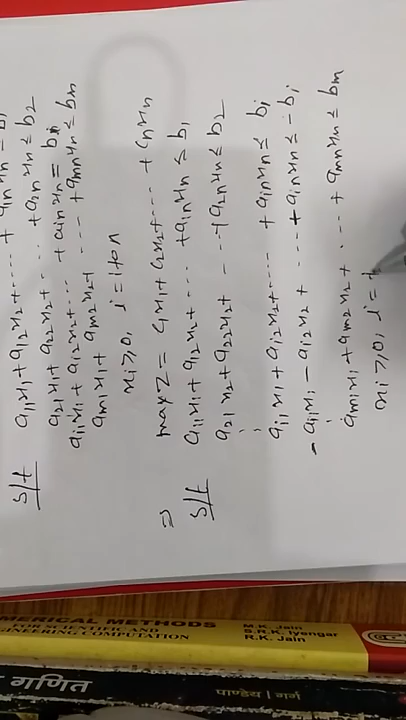 S/t a11x1 + a12x2 + ---- + a1nxn = b1
a21x1 + a22x2 + --- + a2nxn ≤ b2
ai1x1 + ai2x2 + --- + ainxn = bi
am1x1 + am2x2 + --- + amnxn ≤ bm
xi ≥ 0, i = 1 to n
⇒ max Z = c1x1 + c2x2 + --- + cnxn
S/t a11x1 + a12x2 + --- + a1nxn ≤ b1
a21x2 + a22x2 + --- + a2nxn ≤ b2
ai1x1 + ai2x2 + ---- + ainxn ≤ bi
- ai1x1 - ai2x2 + ---- + ainxn ≤ - bi
am1x1 + am2x2 + --- + amnxn ≤ bm
xi ≥ 0, i =
NUMERICAL METHODS
FOR SCIENTIFIC AND
ENGINEERING COMPUTATION
M.K. Jain
S.R.K. Iyengar
R.K. Jain
गणित
पाण्डेय । गर्ग